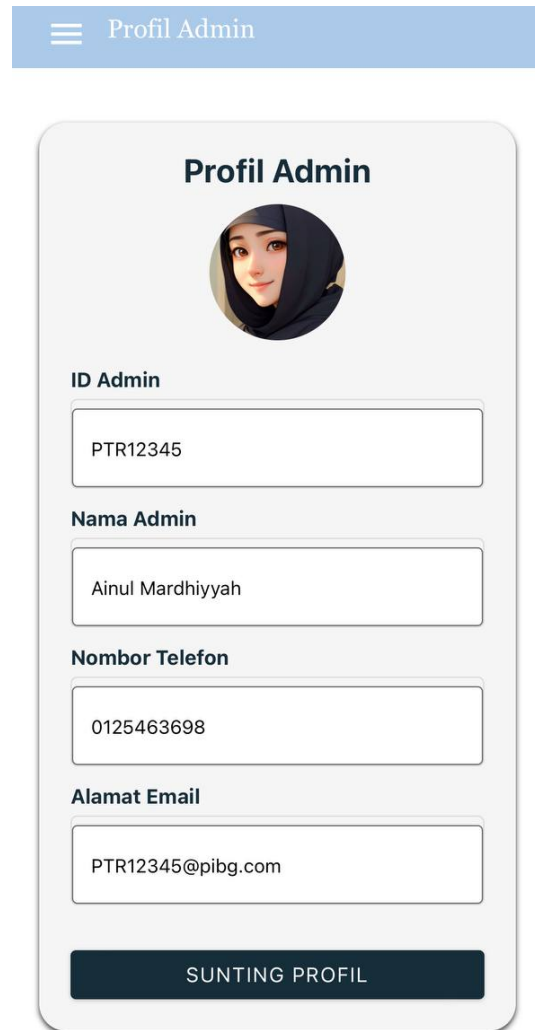 Profil Admin
Profil Admin
ID Admin
PTR12345
Nama Admin
Ainul Mardhiyyah
Nombor Telefon
0125463698
Alamat Email
PTR12345@pibg.com
SUNTING PROFIL